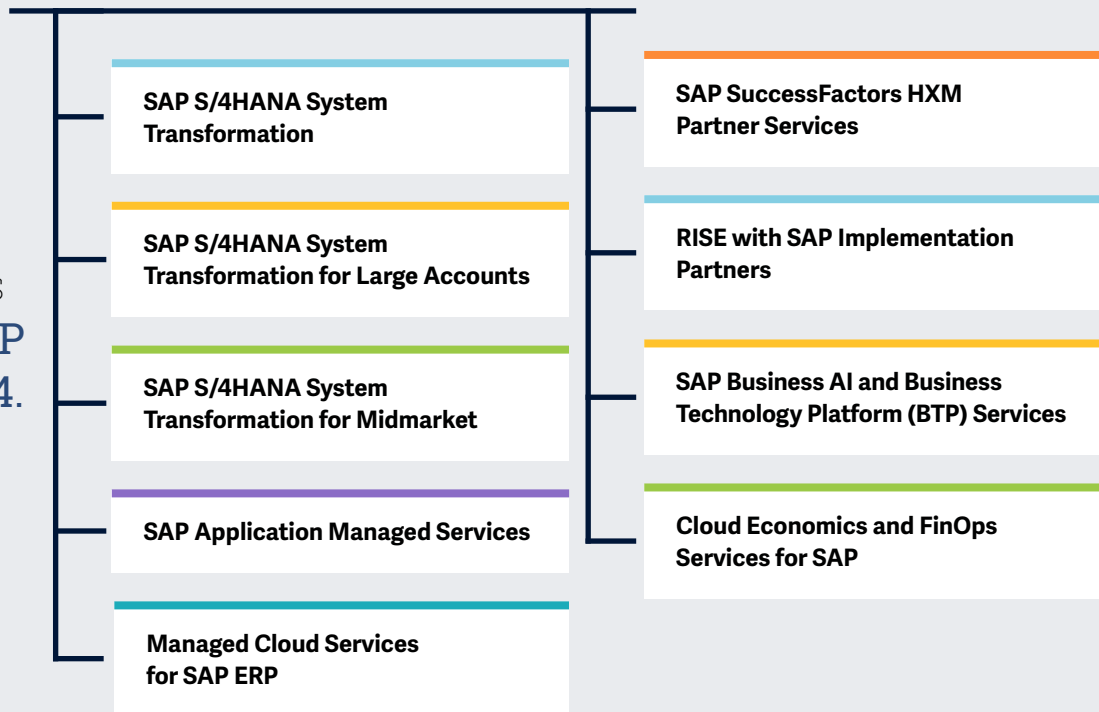 SAP S/4HANA System
Transformation
SAP S/4HANA System
Transformation for Large Accounts
SAP S/4HANA System
Transformation for Midmarket
SAP Application Managed Services
Managed Cloud Services
for SAP ERP
SAP SuccessFactors HXM
Partner Services
RISE with SAP Implementation
Partners
SAP Business AI and Business
Technology Platform (BTP) Services
Cloud Economics and FinOps
Services for SAP